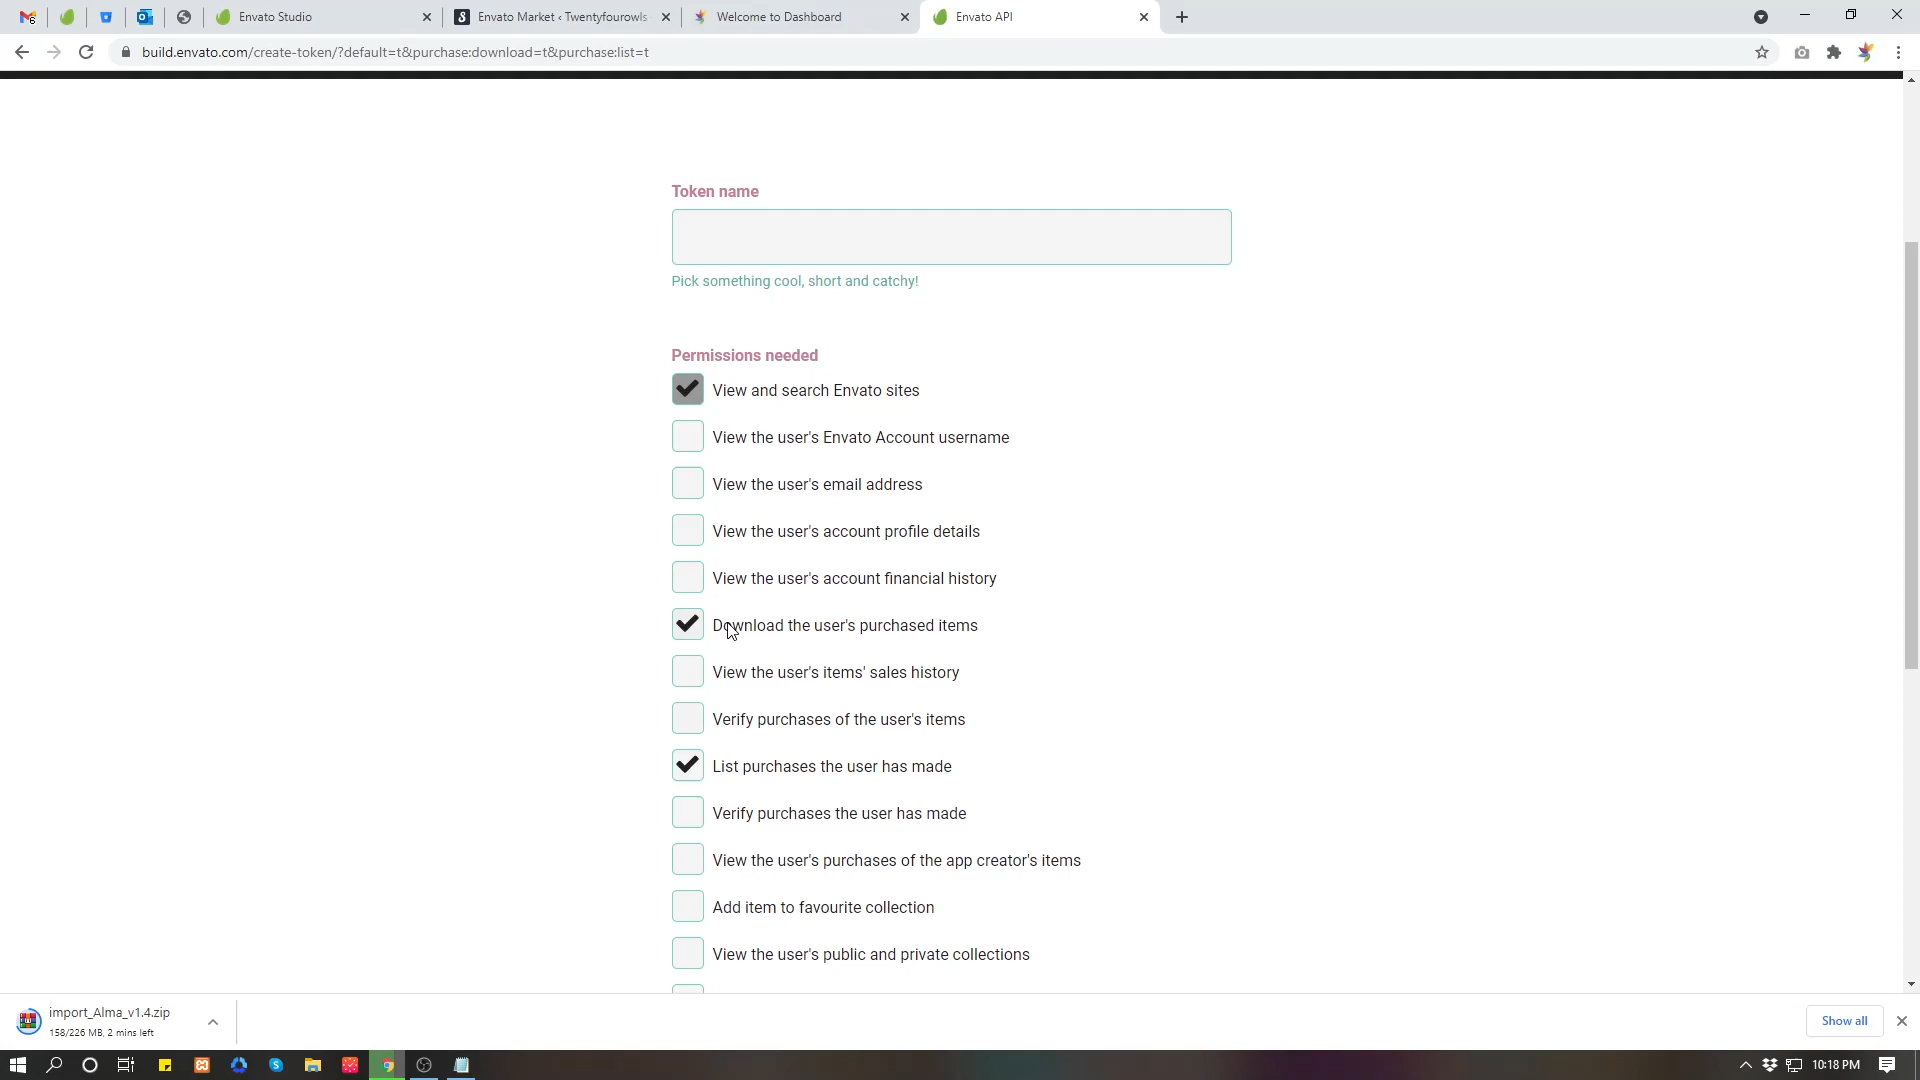 Envato Studio
Envato Market ‹ Twentyfourowls
Welcome to Dashboard
Envato API
build.envato.com/create-token/?default=t&purchase:download=t&purchase:list=t
Token name
Pick something cool, short and catchy!
Permissions needed
View and search Envato sites
View the user's Envato Account username
View the user's email address
View the user's account profile details
View the user's account financial history
Download the user's purchased items
View the user's items' sales history
Verify purchases of the user's items
List purchases the user has made
Verify purchases the user has made
View the user's purchases of the app creator's items
Add item to favourite collection
View the user's public and private collections
import_Alma_v1.4.zip
158/226 MB, 2 mins left
Show all
10:18 PM